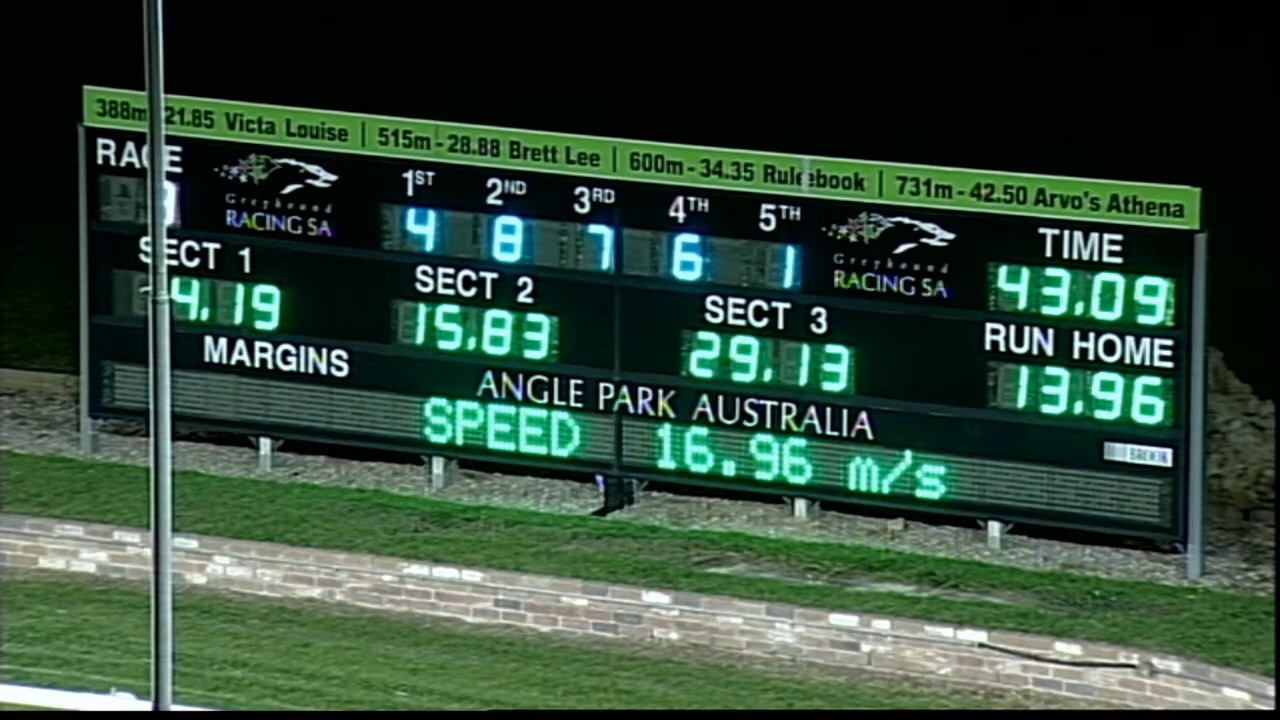 388m 21.85 Victa Louise | 515m - 28.88 Brett Lee | 600m - 34.35 Rulebook | 731m - 42.50 Arvo's Athena
RACE
Greyhound
RACING SA
1ST 2ND 3RD 4TH 5TH
4 8 7 6 1
Greyhound
RACING SA
TIME
43.09
SECT 1
4.19
SECT 2
15.83
SECT 3
29.13
RUN HOME
13.96
MARGINS
ANGLE PARK AUSTRALIA
SPEED 16.96 m/s